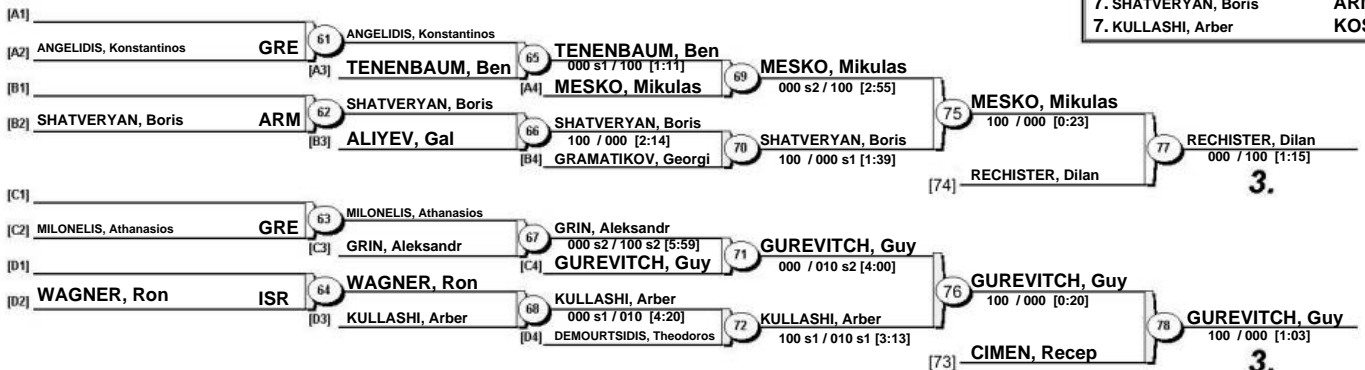 7. SHATVERYAN, Boris
7. KULLASHI, Arber KOS
[A1]
[A2] ANGELIDIS, Konstantinos GRE
61
ANGELIDIS, Konstantinos
[A3] TENENBAUM, Ben
65
TENENBAUM, Ben
000 s1 / 100 [1:11]
[A4] MESKO, Mikulas
69
MESKO, Mikulas
000 s2 / 100 [2:55]
[B1]
[B2] SHATVERYAN, Boris ARM
62
SHATVERYAN, Boris
[B3] ALIYEV, Gal
66
SHATVERYAN, Boris
100 / 000 [2:14]
[B4] GRAMATIKOV, Georgi
70
SHATVERYAN, Boris
100 / 000 s1 [1:39]
75
MESKO, Mikulas
100 / 000 [0:23]
[74] RECHISTER, Dilan
77
RECHISTER, Dilan
000 / 100 [1:15]
3.
[C1]
[C2] MILONELIS, Athanasios GRE
63
MILONELIS, Athanasios
[C3] GRIN, Aleksandr
67
GRIN, Aleksandr
000 s2 / 100 s2 [5:59]
[C4] GUREVITCH, Guy
71
GUREVITCH, Guy
000 / 010 s2 [4:00]
[D1]
[D2] WAGNER, Ron ISR
64
WAGNER, Ron
[D3] KULLASHI, Arber
68
KULLASHI, Arber
000 s1 / 010 [4:20]
[D4] DEMOURTSIDIS, Theodoros
72
KULLASHI, Arber
100 s1 / 010 s1 [3:13]
76
GUREVITCH, Guy
100 / 000 [0:20]
[73] CIMEN, Recep
78
GUREVITCH, Guy
100 / 000 [1:03]
3.